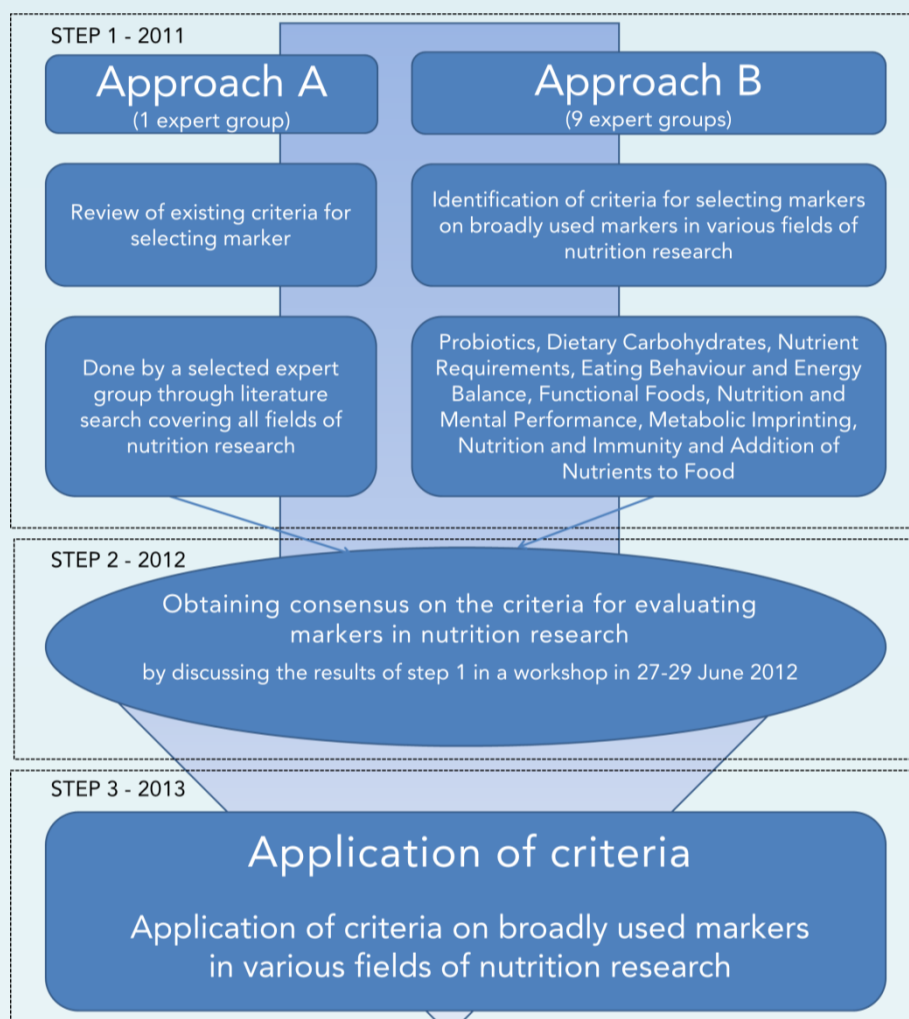 STEP 1 - 2011
Approach A
(1 expert group)
Approach B
(9 expert groups)
Review of existing criteria for
selecting marker
Identification of criteria for selecting markers
on broadly used markers in various fields of
nutrition research
Done by a selected expert
group through literature
search covering all fields of
nutrition research
Probiotics, Dietary Carbohydrates, Nutrient
Requirements, Eating Behaviour and Energy
Balance, Functional Foods, Nutrition and
Mental Performance, Metabolic Imprinting,
Nutrition and Immunity and Addition of
Nutrients to Food
STEP 2 - 2012
Obtaining consensus on the criteria for evaluating
markers in nutrition research
by discussing the results of step 1 in a workshop in 27-29 June 2012
STEP 3 - 2013
Application of criteria
Application of criteria on broadly used markers
in various fields of nutrition research